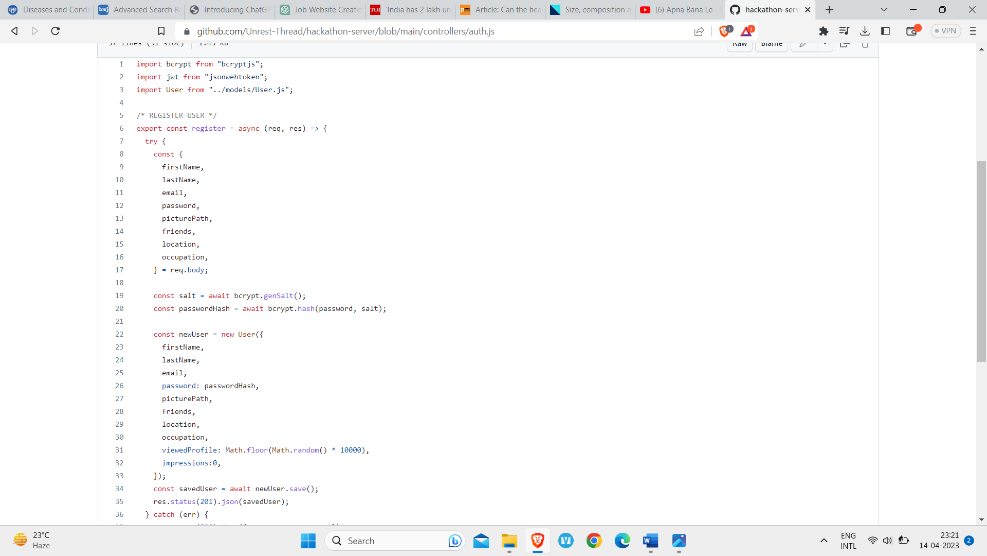 Diseases and Cond
Advanced Search Re
Introducing ChatGP
Job Website Creatio
'India has 2 lakh un
Article: Can the hea
Size, composition a
(6) Apna Bana Le -
hackathon-serv
github.com/Unrest-Thread/hackathon-server/blob/main/controllers/auth.js
VPN
Raw Blame
1 import bcrypt from "bcryptjs";
2 import jwt from "jsonwebtoken";
3 import User from "../models/User.js";
4
5 /* REGISTER USER */
6 export const register = async (req, res) => {
7 try {
8 const {
9 firstName,
10 lastName,
11 email,
12 password,
13 picturePath,
14 friends,
15 location,
16 occupation,
17 } = req.body;
18
19 const salt = await bcrypt.genSalt();
20 const passwordHash = await bcrypt.hash(password, salt);
21
22 const newUser = new User({
23 firstName,
24 lastName,
25 email,
26 password: passwordHash,
27 picturePath,
28 friends,
29 location,
30 occupation,
31 viewedProfile: Math.floor(Math.random() * 10000),
32 impressions:0,
33 });
34 const savedUser = await newUser.save();
35 res.status(201).json(savedUser);
36 } catch (err) {
23°C
Haze
Search
ENG
INTL
23:21
14-04-2023
2